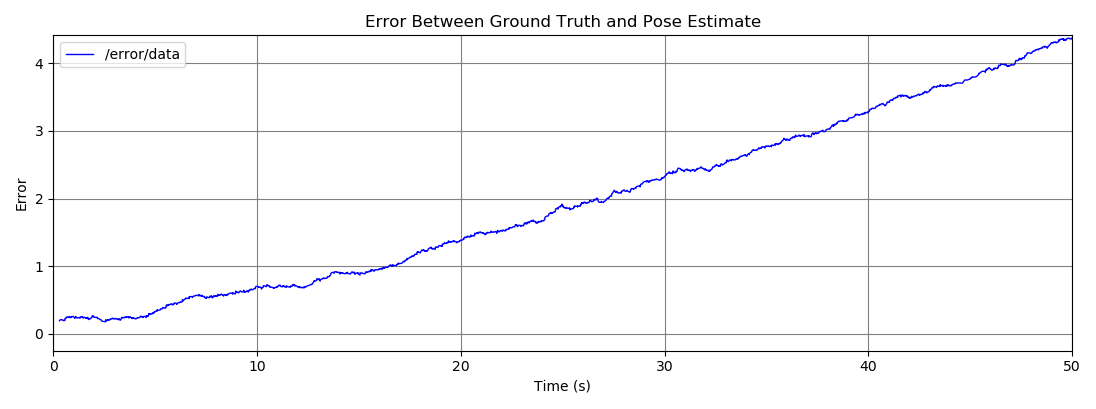 Error Between Ground Truth and Pose Estimate
/error/data
Error
4
3
2
1
0
0 10 20 30 40 50
Time (s)